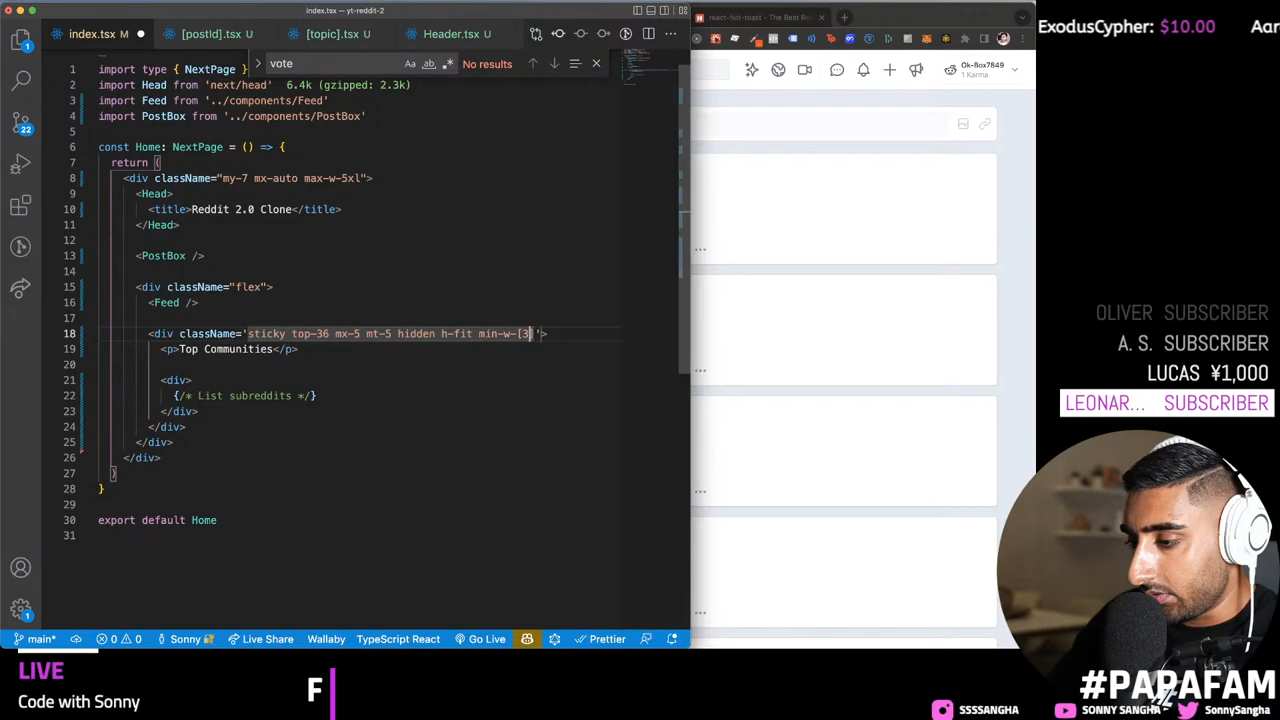 index.tsx — yt-reddit-2
index.tsx M
[postId].tsx U
[topic].tsx U
Header.tsx U
vote
Aa
ab
No results
1 import type { NextPage }
2 import Head from 'next/head' 6.4k (gzipped: 2.3k)
3 import Feed from '../components/Feed'
4 import PostBox from '../components/PostBox'
5
6 const Home: NextPage = () => {
7 return (
8 <div className="my-7 mx-auto max-w-5xl">
9 <Head>
10 <title>Reddit 2.0 Clone</title>
11 </Head>
12
13 <PostBox />
14
15 <div className="flex">
16 <Feed />
17
18 <div className='sticky top-36 mx-5 mt-5 hidden h-fit min-w-[3] '>
19 <p>Top Communities</p>
20
21 <div>
22 {/* List subreddits */}
23 </div>
24 </div>
25 </div>
26 </div>
27 )
28 }
29
30 export default Home
31
1
22
1
main*
0 0
Sonny
Live Share
Wallaby
TypeScript React
Go Live
Prettier
react-hot-toast - The Best Rea
Ok-Box7849
1 Karma
ExodusCypher: $10.00
Aar
OLIVER SUBSCRIBER
A. S. SUBSCRIBER
LUCAS ¥1,000
LEONAR... SUBSCRIBER
LIVE
Code with Sonny
F
#PAPAFAM
SSSSANGHA
SONNY SANGHA
SonnySangha